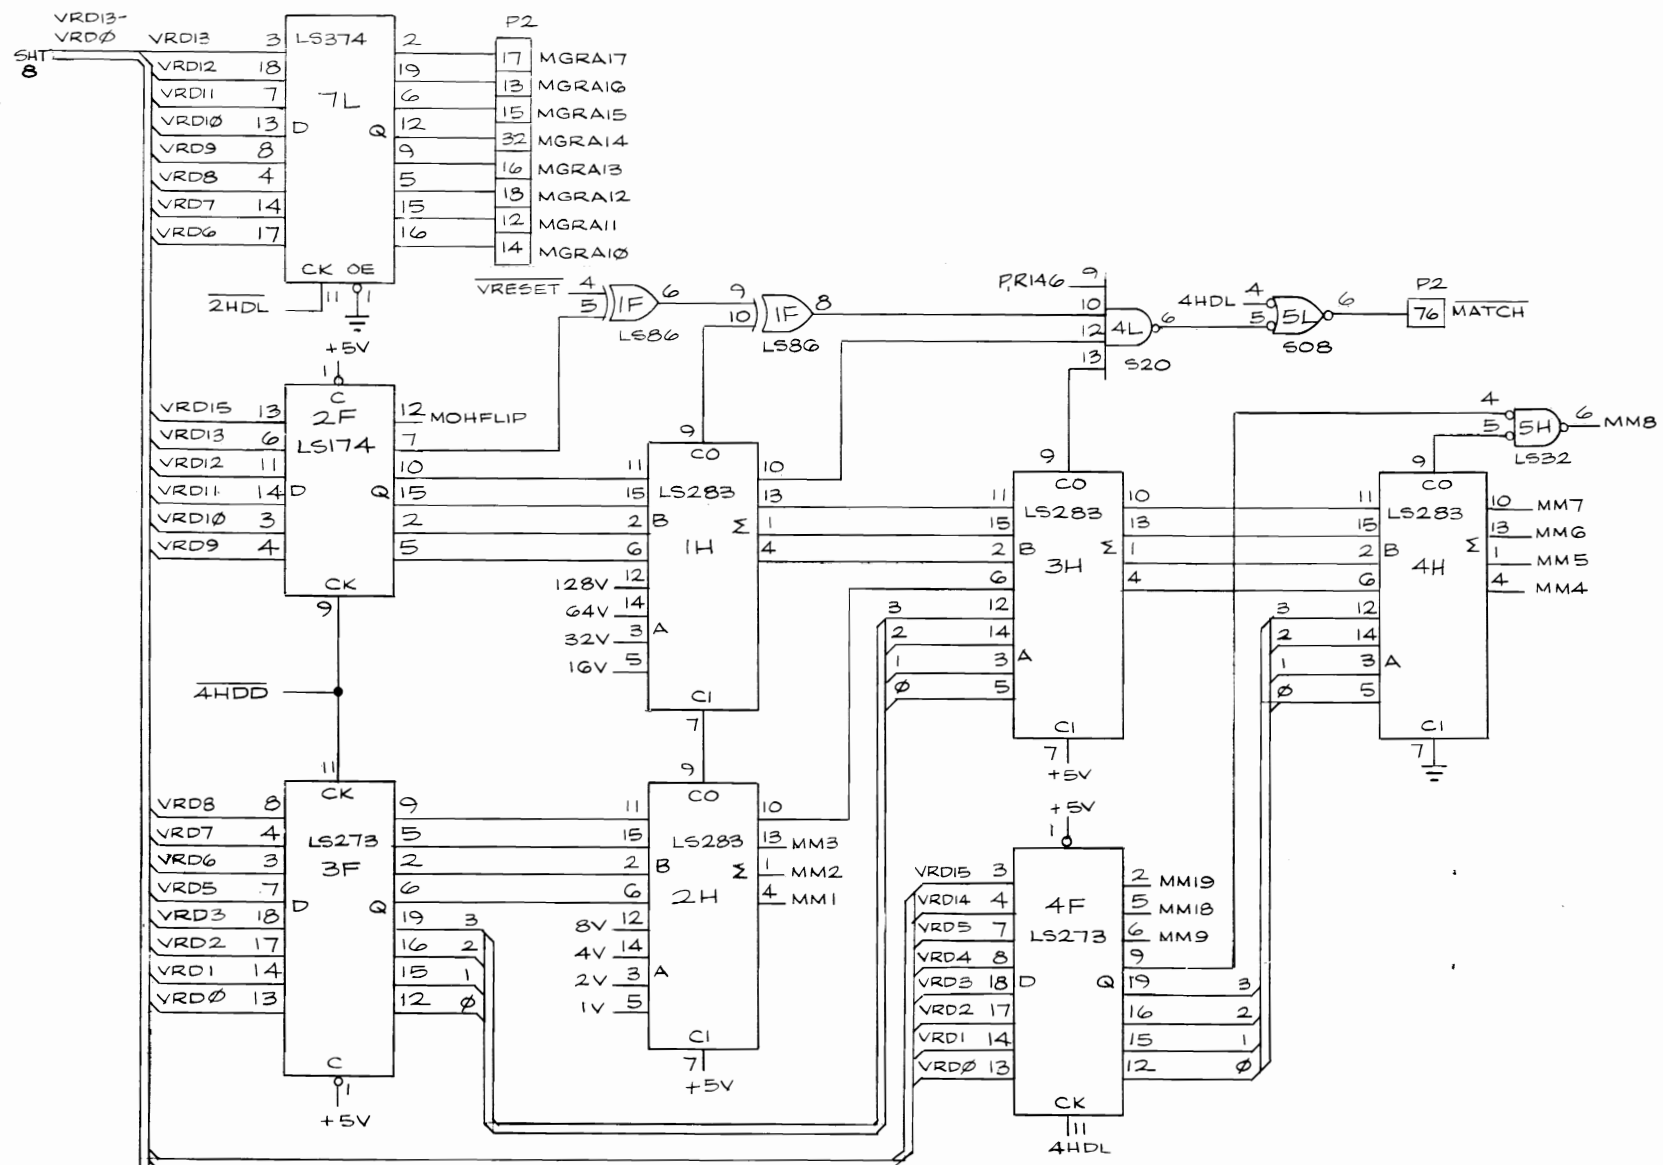 VRD13-
VRDØ
SHT
8
P2
VRD13 3 LS374 2 17 MGRA17
VRD12 18 19 13 MGRA16
VRD11 7 7L 6 15 MGRA15
VRD1Ø 13 D Q 12 32 MGRA14
VRD9 8 9 16 MGRA13
VRD8 4 5 18 MGRA12
VRD7 14 15 12 MGRA11
VRD6 17 16 14 MGRA1Ø
CK OE
2HDL 11 1
+5V
VRESET 4 6 9 8
5 1F 10 1F
LS86 LS86
PR146 9
10
12 4L 6
13 S20
4HDL 4 6 P2
5 5L 76 MATCH
S08
1
C
VRD15 13 2F 12 MOHFLIP
VRD13 6 LS174 7
VRD12 11 10
VRD11 14 D Q 15
VRD1Ø 3 2
VRD9 4 5
CK
9
9
CO
11 10
15 LS283 13
2 B Σ 1
6 1H 4
128V 12
64V 14
32V 3 A
16V 5
CI
7
9
CO
11 10
15 LS283 13
2 B Σ 1
6 3H 4
3 12
2 14
1 3 A
Ø 5
CI
7
+5V
4 6 MM8
5 5H
LS32
9
CO
11 10 MM7
15 LS283 13 MM6
2 B Σ 1 MM5
6 4H 4 MM4
3 12
2 14
1 3 A
Ø 5
CI
7
4HDD
11
CK
VRD8 8 9
VRD7 4 LS273 5
VRD6 3 3F 2
VRD5 7 6
VRD3 18 D Q 19 3
VRD2 17 16 2
VRD1 14 15 1
VRDØ 13 12 Ø
C
1
+5V
9
CO
11 10
15 LS283 13 MM3
2 B Σ 1 MM2
6 2H 4 MM1
8V 12
4V 14
2V 3 A
1V 5
CI
7
+5V
+5V
1
VRD15 3 2 MM19
VRD14 4 4F 5 MM18
VRD5 7 LS273 6 MM9
VRD4 8 9
VRD3 18 D Q 19 3
VRD2 17 16 2
VRD1 14 15 1
VRDØ 13 12 Ø
CK
11
4HDL